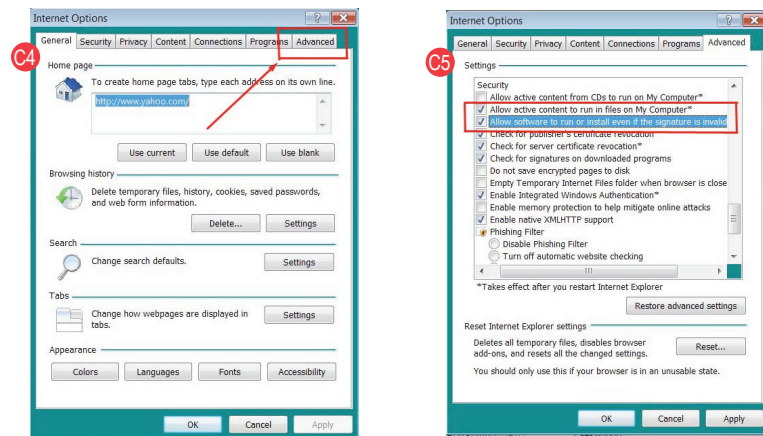 C4
Internet Options
General Security Privacy Content Connections Programs Advanced
Home page
To create home page tabs, type each address on its own line.
http://www.yahoo.com/
Use current Use default Use blank
Browsing history
Delete temporary files, history, cookies, saved passwords,
and web form information.
Delete... Settings
Search
Change search defaults. Settings
Tabs
Change how webpages are displayed in
tabs.
Settings
Appearance
Colors Languages Fonts Accessibility
OK Cancel Apply
C5
Internet Options
General Security Privacy Content Connections Programs Advanced
Settings
Security
Allow active content from CDs to run on My Computer*
Allow active content to run in files on My Computer*
Allow software to run or install even if the signature is invalid
Check for publisher's certificate revocation
Check for server certificate revocation*
Check for signatures on downloaded programs
Do not save encrypted pages to disk
Empty Temporary Internet Files folder when browser is close
Enable Integrated Windows Authentication*
Enable memory protection to help mitigate online attacks
Enable native XMLHTTP support
Phishing Filter
Disable Phishing Filter
Turn off automatic website checking
*Takes effect after you restart Internet Explorer
Restore advanced settings
Reset Internet Explorer settings
Deletes all temporary files, disables browser
add-ons, and resets all the changed settings.
Reset...
You should only use this if your browser is in an unusable state.
OK Cancel Apply